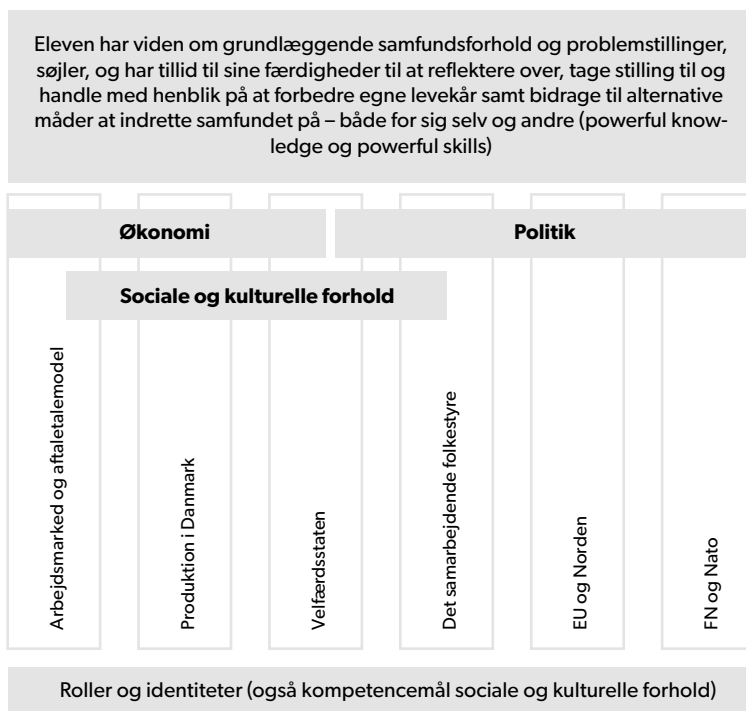 Eleven har viden om grundlæggende samfundsforhold og problemstillinger,
søjler, og har tillid til sine færdigheder til at reflektere over, tage stilling til og
handle med henblik på at forbedre egne levekår samt bidrage til alternative
måder at indrette samfundet på – både for sig selv og andre (powerful know-
ledge og powerful skills)
Økonomi
Politik
Sociale og kulturelle forhold
Arbejdsmarked og aftaletalemodel
Produktion i Danmark
Velfærdsstaten
Det samarbejdende folkestyre
EU og Norden
FN og Nato
Roller og identiteter (også kompetencemål sociale og kulturelle forhold)